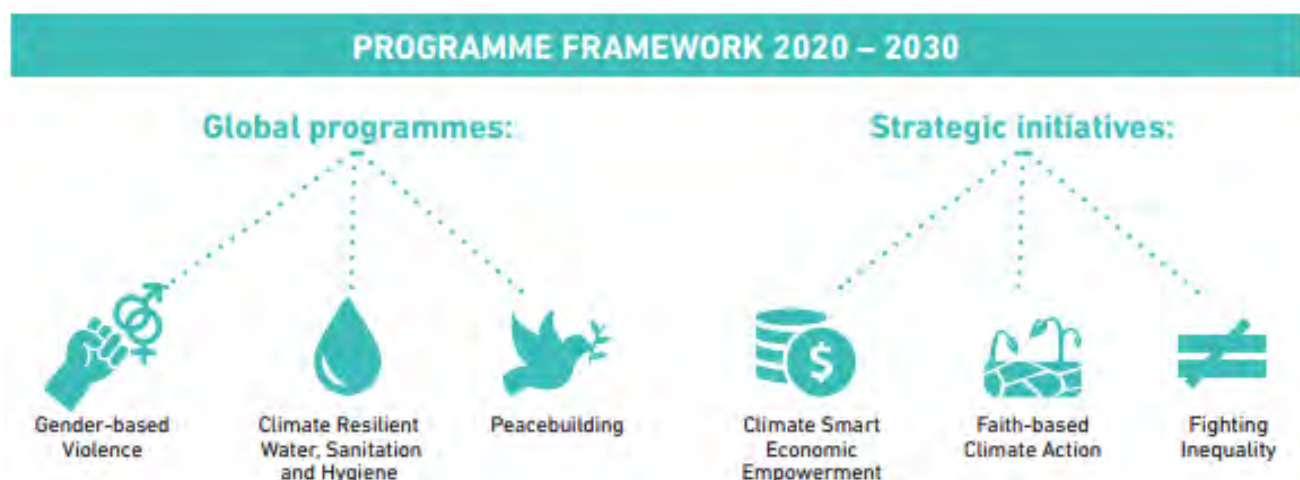 PROGRAMME FRAMEWORK 2020 – 2030
Global programmes:
Strategic initiatives:
Gender-based
Violence
Climate Resilient
Water, Sanitation
and Hygiene
Peacebuilding
$
Climate Smart
Economic
Empowerment
Faith-based
Climate Action
Fighting
Inequality